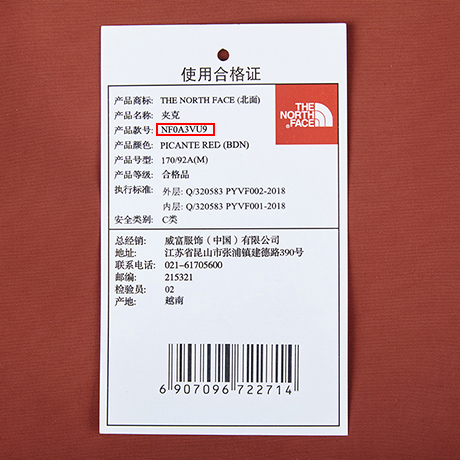 使用合格证
产品商标: THE NORTH FACE (北面)
产品名称: 夹克
产品款号: NF0A3VU9
产品颜色: PICANTE RED (BDN)
产品号型: 170/92A(M)
产品等级: 合格品
执行标准: 外层: Q/320583 PYVF002-2018
内层: Q/320583 PYVF001-2018
安全类别: C类
THE
NORTH
FACE
总经销: 威富服饰（中国）有限公司
地址: 江苏省昆山市张浦镇建德路390号
联系电话: 021-61705600
邮编: 215321
检验员: 02
产地: 越南
6 907096 722714